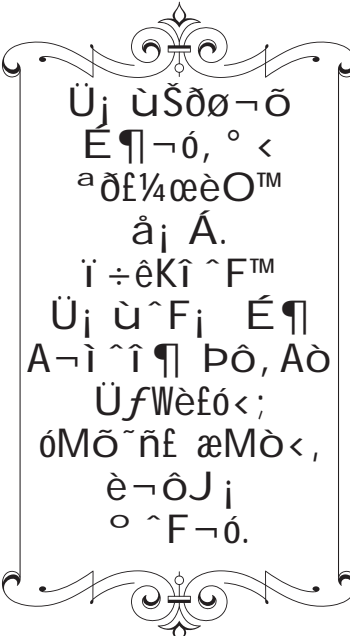 Ü¡ ùŠðø¬õ
É¶¬ó, ° <
ªð£¼œèO™
å¡ Á.
ï ÷êKî ˆF™
Ü¡ ùˆF¡ É¶
A¬ì ˆî ¶ Þô, Aò
ÜƒWè£ó<;
óMõ˜ñ£ æMò<,
è¬ôJ ¡
º ˆF¬ó.